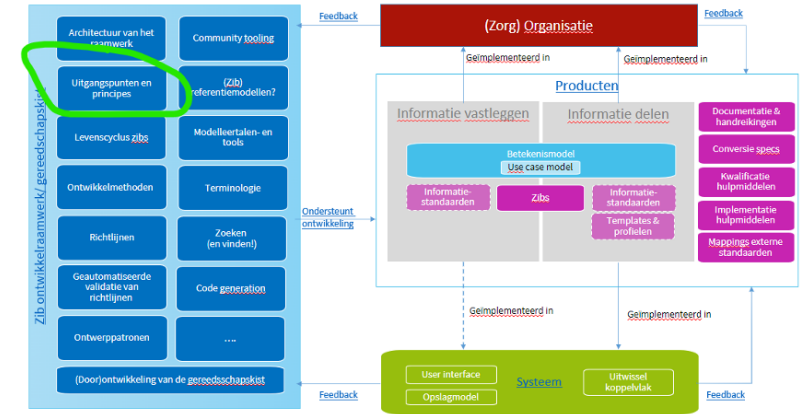 Zib ontwikkelraamwerk/ gereedschapskist
Architectuur van het
raamwerk
Community tooling
Uitgangspunten en
principes
(Zib)
referentiemodellen?
Levenscyclus zibs
Modelleertalen- en
tools
Ontwikkelmethoden
Terminologie
Richtlijnen
Zoeken
(en vinden!)
Geautomatiseerde
validatie van
richtlijnen
Code generation
Ontwerppatronen
....
(Door)ontwikkeling van de gereedsschapskist
Feedback
Ondersteunt
ontwikkeling
Feedback
(Zorg) Organisatie
Feedback
Geïmplementeerd in
Geïmplementeerd in
Producten
Informatie vastleggen
Informatie delen
Betekenismodel
Use case model
Informatie-
standaarden
Zibs
Informatie-
standaarden
Templates &
profielen
Documentatie &
handreikingen
Conversie specs
Kwalificatie
hulpmiddelen
Implementatie
hulpmiddelen
Mappings externe
standaarden
Geïmplementeerd in
Geïmplementeerd in
User interface
Opslagmodel
Systeem
Uitwissel
koppelvlak
Feedback